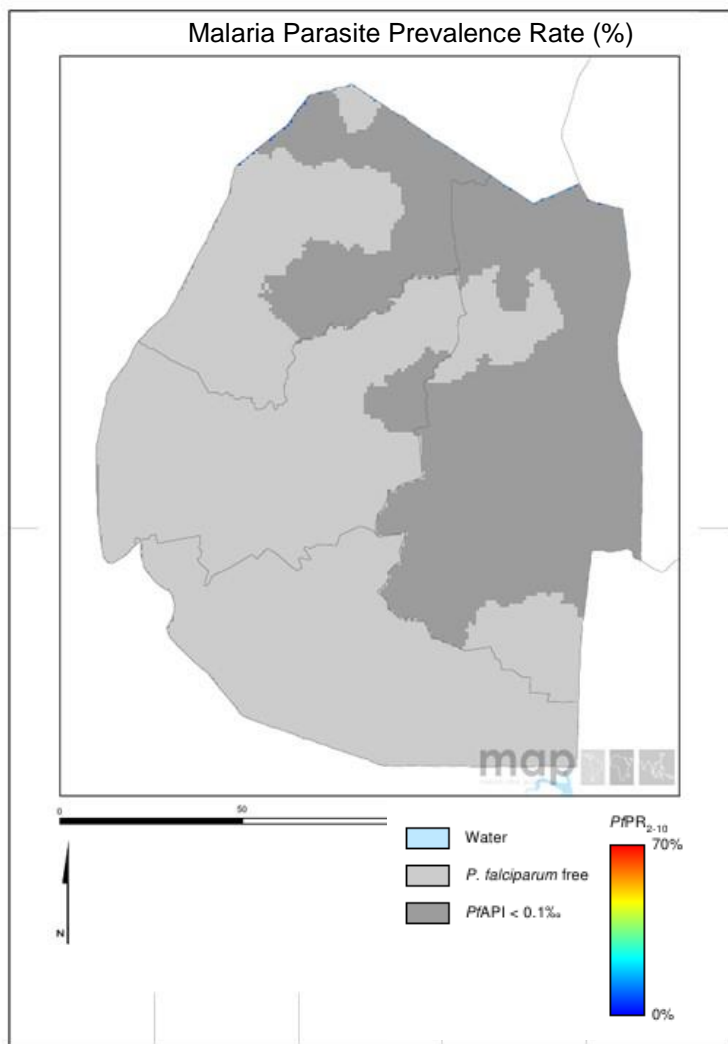 Malaria Parasite Prevalence Rate (%)
map
0 50
Water
P. falciparum free
PfAPI < 0.1‰
PfPR2-10
70%
0%
N